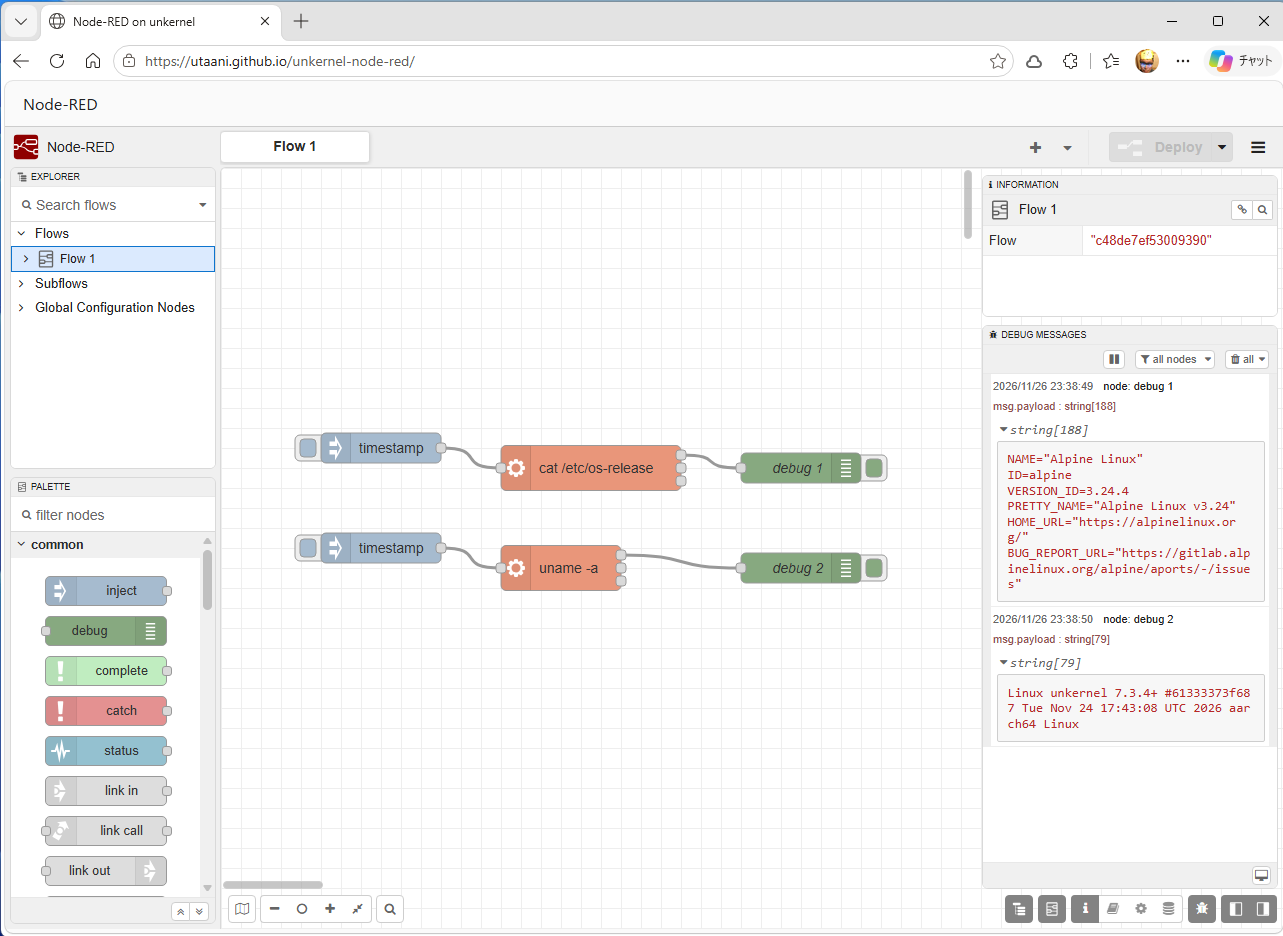 Node-RED on unkernel
https://utaani.github.io/unkernel-node-red/
チャット
Node-RED
Node-RED
Flow 1
Deploy
EXPLORER
Search flows
Flows
Flow 1
Subflows
Global Configuration Nodes
PALETTE
filter nodes
common
inject
debug
complete
catch
status
link in
link call
link out
timestamp
cat /etc/os-release
debug 1
timestamp
uname -a
debug 2
INFORMATION
Flow 1
Flow "c48de7ef53009390"
DEBUG MESSAGES
all nodes
all
2026/11/26 23:38:49 node: debug 1
msg.payload : string[188]
string[188]
NAME="Alpine Linux"
ID=alpine
VERSION_ID=3.24.4
PRETTY_NAME="Alpine Linux v3.24"
HOME_URL="https://alpinelinux.or
g/"
BUG_REPORT_URL="https://gitlab.alp
inelinux.org/alpine/aports/-/issue
s"
2026/11/26 23:38:50 node: debug 2
msg.payload : string[79]
string[79]
Linux unkernel 7.3.4+ #61333373f68
7 Tue Nov 24 17:43:08 UTC 2026 aar
ch64 Linux